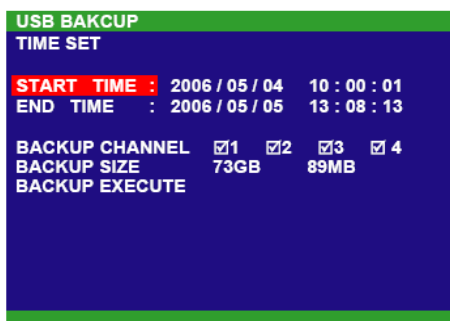 USB BAKCUP
TIME SET
START TIME : 2006 / 05 / 04 10 : 00 : 01
END TIME : 2006 / 05 / 05 13 : 08 : 13
BACKUP CHANNEL ☑1 ☑2 ☑3 ☑ 4
BACKUP SIZE 73GB 89MB
BACKUP EXECUTE